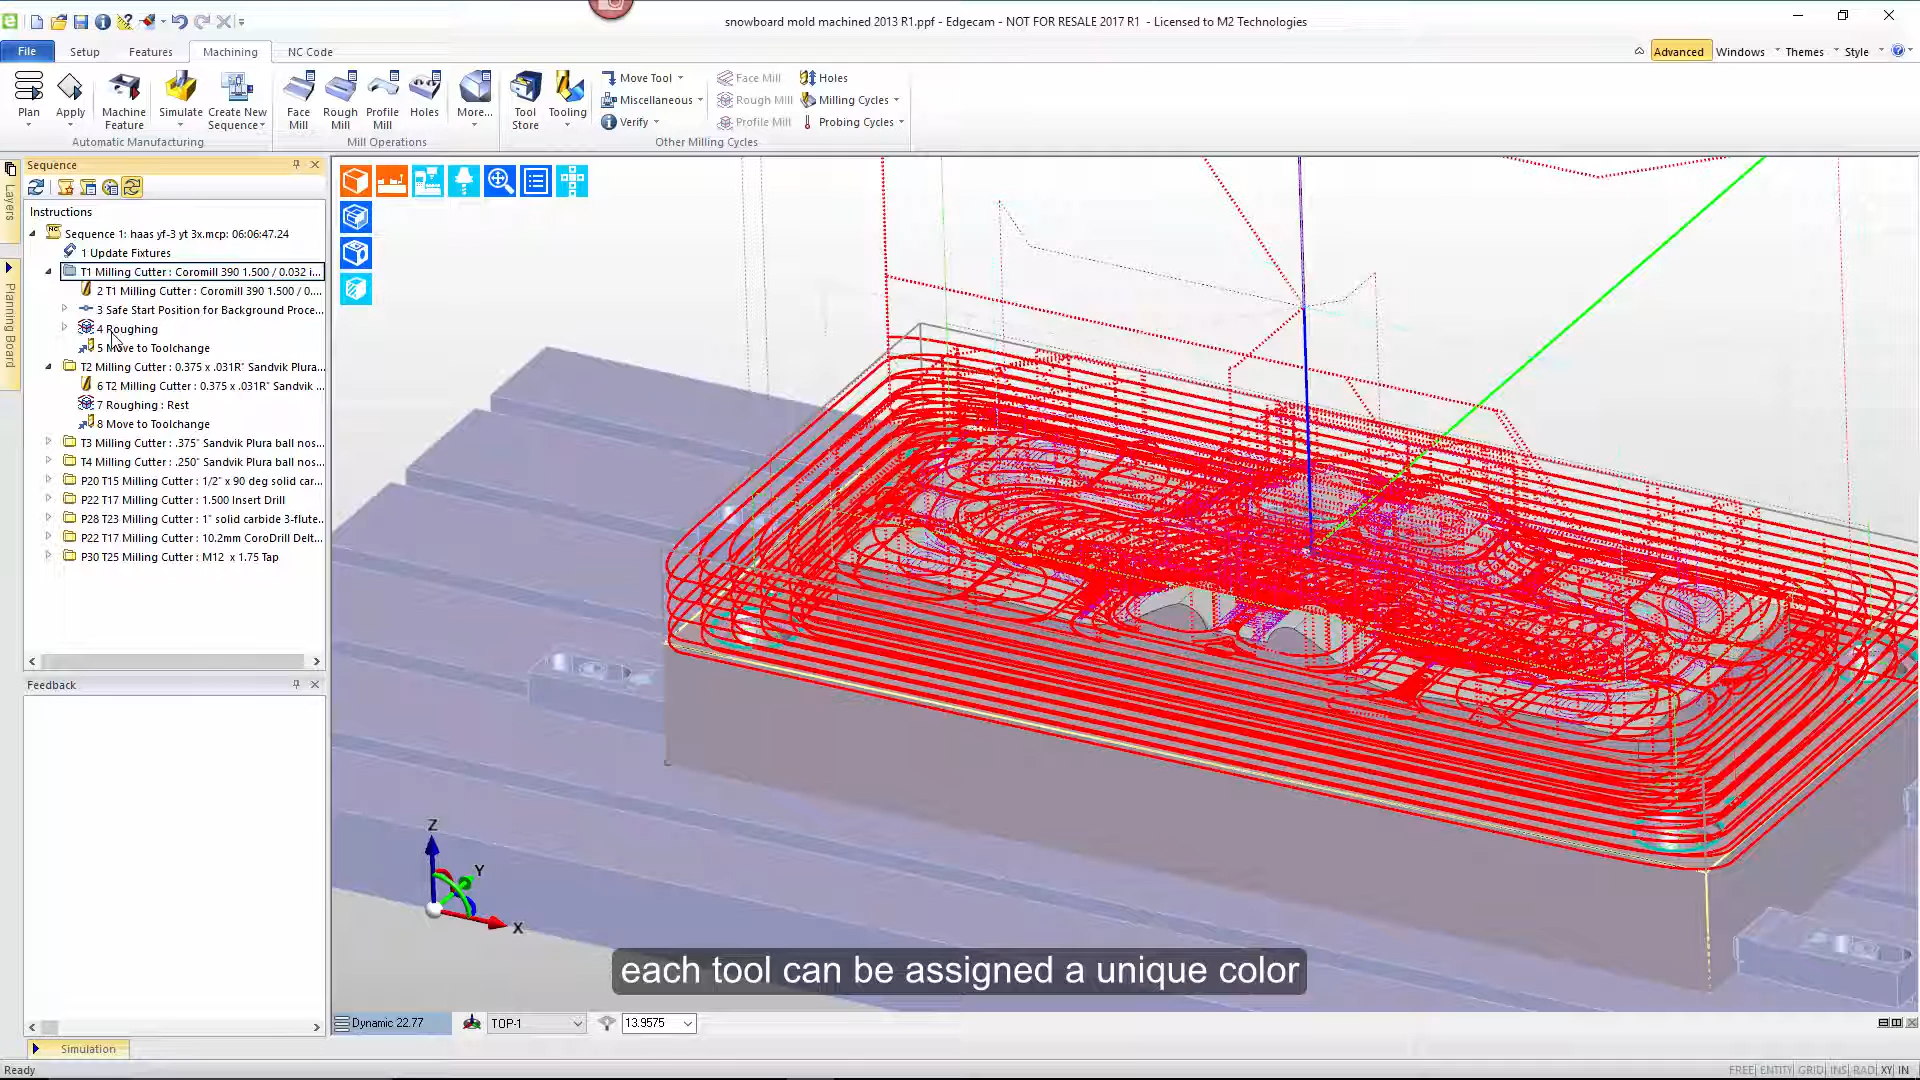 snowboard mold machined 2013 R1.ppf - Edgecam - NOT FOR RESALE 2017 R1 - Licensed to M2 Technologies
File
Setup
Features
Machining
NC Code
Advanced
Windows
Themes
Style
Plan
Apply
Machine Feature
Simulate
Create New Sequence
Automatic Manufacturing
Face Mill
Rough Mill
Profile Mill
Holes
More...
Mill Operations
Tool Store
Tooling
Move Tool
Miscellaneous
Verify
Face Mill
Rough Mill
Profile Mill
Holes
Milling Cycles
Probing Cycles
Other Milling Cycles
Layers
Planning Board
Sequence
Instructions
Sequence 1: haas yf-3 yt 3x.mcp: 06:06:47.24
1 Update Fixtures
T1 Milling Cutter : Coromill 390 1.500 / 0.032 i...
2 T1 Milling Cutter : Coromill 390 1.500 / 0....
3 Safe Start Position for Background Proce...
4 Roughing
5 Move to Toolchange
T2 Milling Cutter : 0.375 x .031R" Sandvik Plura...
6 T2 Milling Cutter : 0.375 x .031R" Sandvik ...
7 Roughing : Rest
8 Move to Toolchange
T3 Milling Cutter : .375" Sandvik Plura ball nos...
T4 Milling Cutter : .250" Sandvik Plura ball nos...
P20 T15 Milling Cutter : 1/2" x 90 deg solid car...
P22 T17 Milling Cutter : 1.500 Insert Drill
P28 T23 Milling Cutter : 1" solid carbide 3-flute...
P22 T17 Milling Cutter : 10.2mm CoroDrill Delt...
P30 T25 Milling Cutter : M12 x 1.75 Tap
Feedback
Z
Y
X
each tool can be assigned a unique color
Dynamic 22.77
TOP-1
13.9575
Simulation
Ready
FREE ENTITY GRID INS RAD XY IN